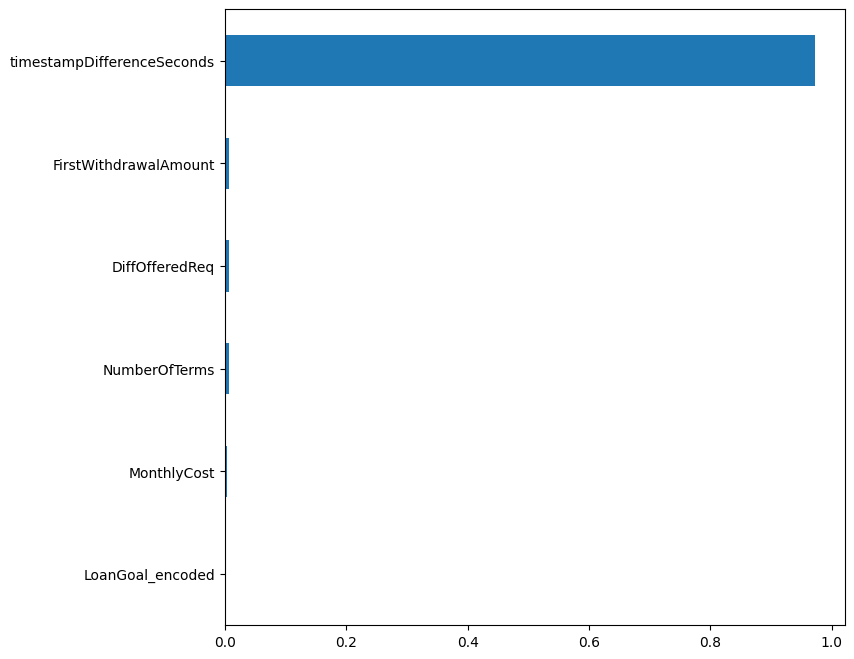 timestampDifferenceSeconds
FirstWithdrawalAmount
DiffOfferedReq
NumberOfTerms
MonthlyCost
LoanGoal_encoded
0.0 0.2 0.4 0.6 0.8 1.0